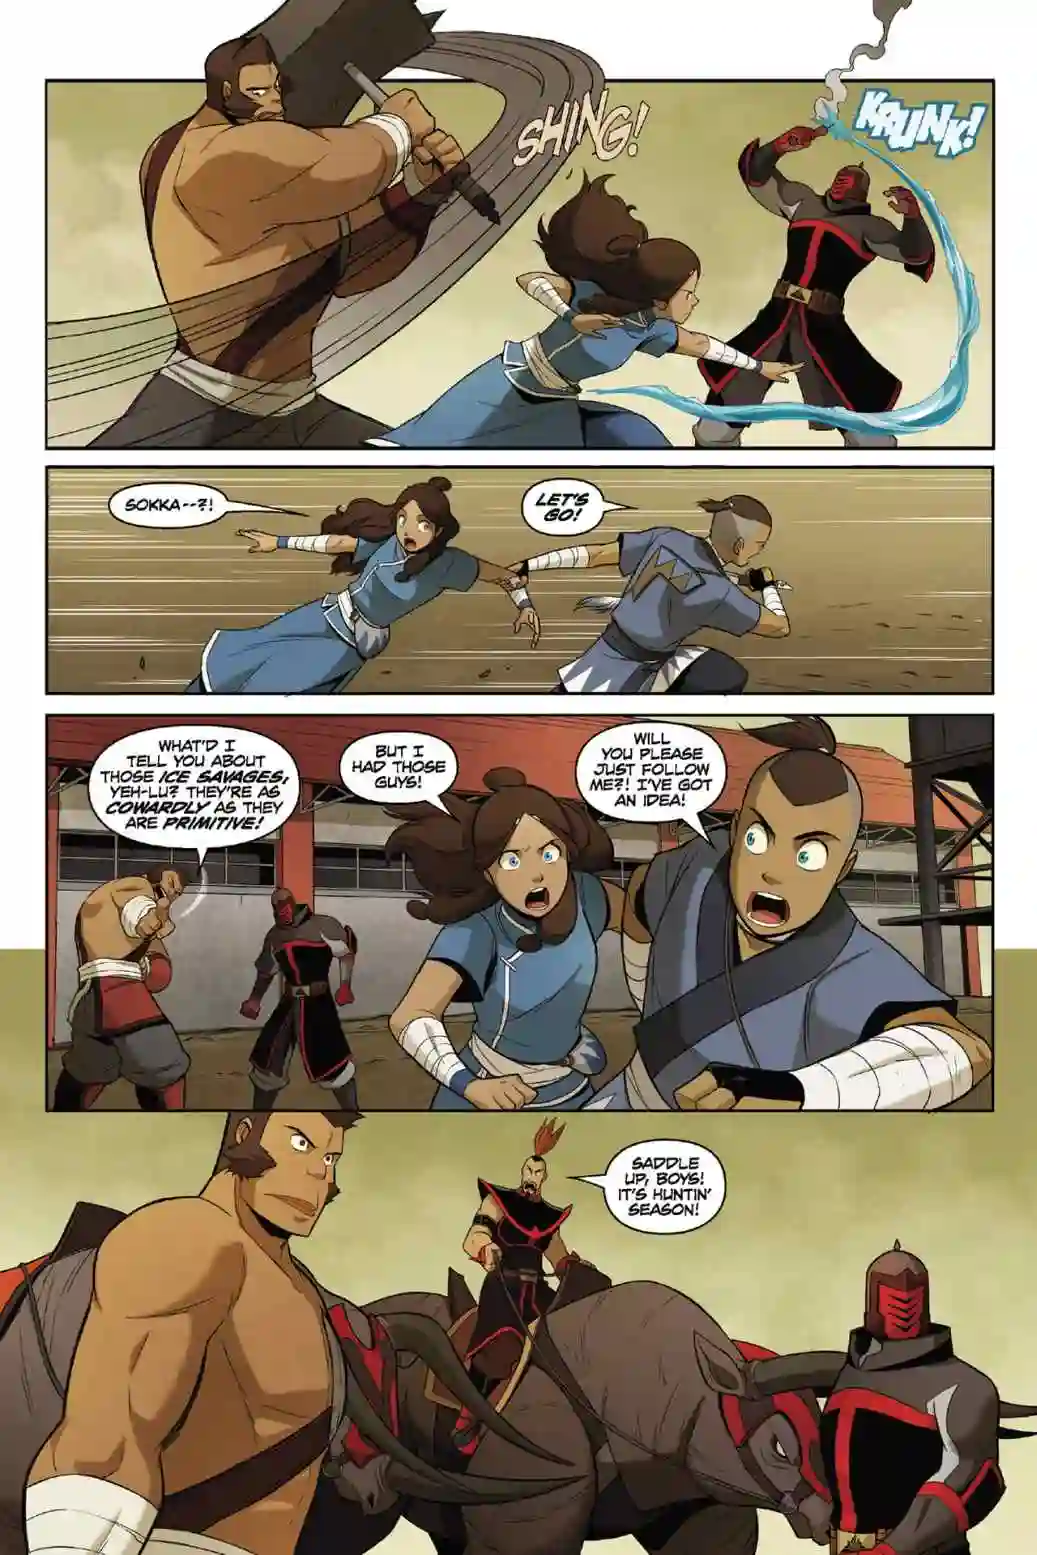 SHING!
KRUNK!
SOKKA--?!
LET'S
GO!
WHAT'D I
TELL YOU ABOUT
THOSE ICE SAVAGES,
YEH-LU? THEY'RE AS
COWARDLY AS THEY
ARE PRIMITIVE!
BUT I
HAD THOSE
GUYS!
WILL
YOU PLEASE
JUST FOLLOW
ME?! I'VE GOT
AN IDEA!
SADDLE
UP, BOYS!
IT'S HUNTIN'
SEASON!